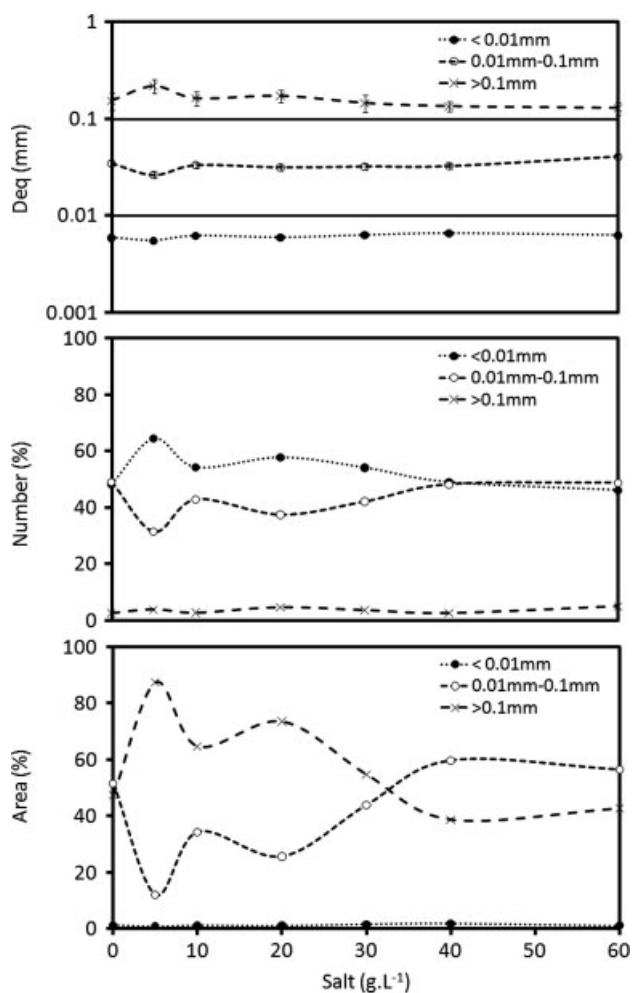 1
< 0.01mm
0.01mm-0.1mm
>0.1mm
0.1
Deq (mm)
0.01
0.001
100
<0.01mm
0.01mm-0.1mm
>0.1mm
80
60
Number (%)
40
20
0
100
< 0.01mm
0.01mm-0.1mm
>0.1mm
80
60
Area (%)
40
20
0
0 10 20 30 40 50 60
Salt (g.L-1)